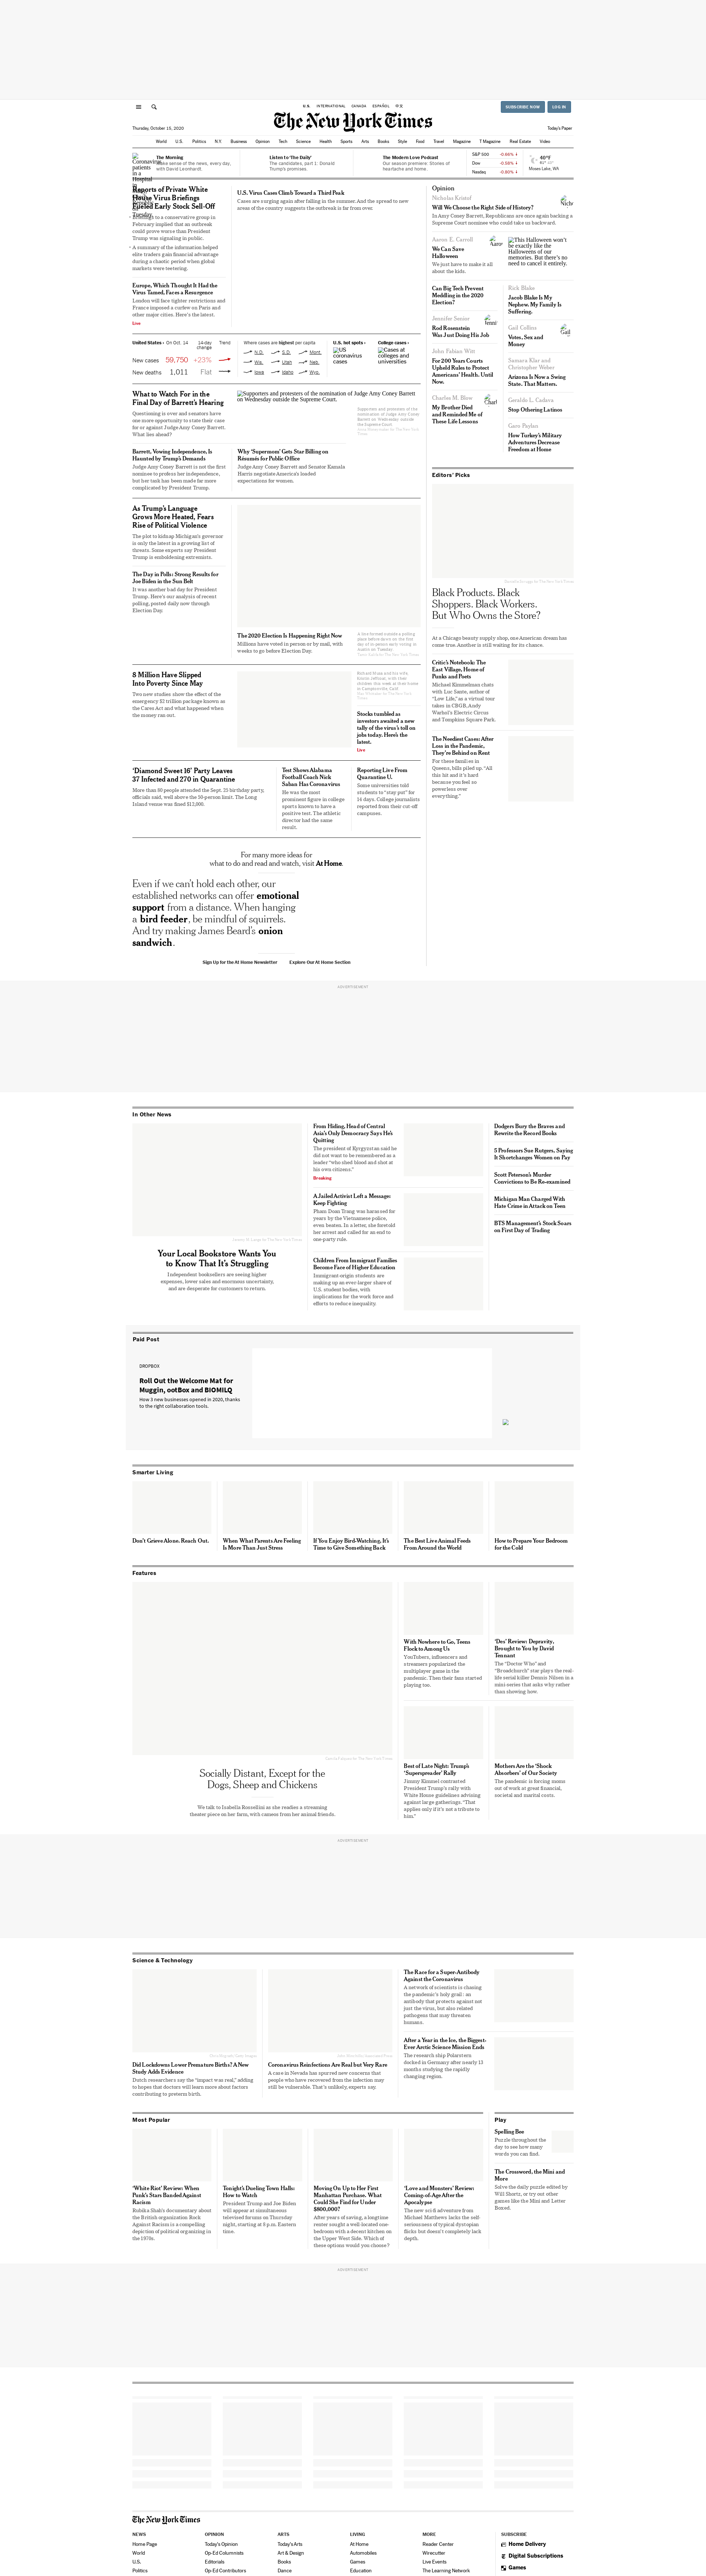 N.B.
INTERNATIONAL
CANADA
ESPAÑOL
中文
SUBSCRIBE NOW
LOG IN
The New York Times
Thursday, October 15, 2020
Today's Paper
World
U.S.
Politics
N.Y.
Business
Opinion
Tech
Science
Health
Sports
Arts
Books
Style
Food
Travel
Magazine
T Magazine
Real Estate
Video
The Morning
Make sense of the news, every day, with David Leonhardt.
Listen to 'The Daily'
The candidates, part 1: Donald Trump's promises.
The Modern Love Podcast
Our season premiere: Stories of heartache and home.
S&P 500
Dow
Nasdaq
40°F
Moses Lake, WA
Reports of Private White
House Virus Briefings
Fueled Early Stock Sell-Off
Briefings to a conservative group in
February implied that an outbreak
could prove worse than President
Trump was signaling in public.
A summary of the information helped
elite traders gain financial advantage
during a chaotic period when global
markets were teetering.
Europe, Which Thought It Had the
Virus Tamed, Faces a Resurgence
London will face tighter restrictions and
France imposed a curfew on Paris and
other major cities. Here's the latest.
Live
U.S. Virus Cases Climb Toward a Third Peak
Cases are surging again after falling in the summer. And the spread to new
areas of the country suggests the outbreak is far from over.
United States ›
On Oct. 14
14-day
change
Trend
New cases 59,750 +23%
New deaths 1,011 Flat
Where cases are highest per capita
N.D.
S.D.
Mont.
Wis.
Utah
Neb.
Iowa
Idaho
Wyo.
U.S. hot spots ›
US coronavirus cases
College cases ›
Cases at colleges and universities
What to Watch For in the
Final Day of Barrett's Hearing
Questioning is over and senators have
one more opportunity to state their case
for or against Judge Amy Coney Barrett.
What lies ahead?
Supporters and protesters of the nomination of Judge Amy Coney Barrett
on Wednesday outside the Supreme Court.
Barrett, Vowing Independence, Is
Haunted by Trump's Demands
Judge Amy Coney Barrett is not the first
nominee to profess her independence,
but her task has been made far more
complicated by President Trump.
Why 'Supermom' Gets Star Billing on
Résumés for Public Office
Judge Amy Coney Barrett and Senator Kamala
Harris negotiate America's loaded
expectations for women.
As Trump's Language
Grows More Heated, Fears
Rise of Political Violence
The plot to kidnap Michigan's governor
is only the latest in a growing list of
threats. Some experts say President
Trump is emboldening extremists.
The Day in Polls: Strong Results for
Joe Biden in the Sun Belt
It was another bad day for President
Trump. Here's our analysis of recent
polling, parsed daily now through
Election Day.
The 2020 Election Is Happening Right Now
Millions have voted in person or by mail, with
weeks to go before Election Day.
8 Million Have Slipped
Into Poverty Since May
Two new studies show the effect of the
emergency $2 trillion package known as
the Cares Act and what happened when
the money ran out.
Stocks tumbled as
investors awaited a new
tally of the virus's toll on
jobs today. Here's the
latest.
Live
'Diamond Sweet 16' Party Leaves
37 Infected and 270 in Quarantine
More than 80 people attended the Sept. 25 birthday party,
officials said, well above the 50-person limit. The Long
Island venue was fined $12,000.
Test Shows Alabama
Football Coach Nick
Saban Has Coronavirus
He was the most
prominent figure in college
sports known to have a
positive test. The athletic
director had the same
result.
Reporting Live From
Quarantine U.
Some universities told
students to "stay put" for
14 days. College journalists
reported from their cut-off
campuses.
For many more ideas for
what to do and read and watch, visit At Home.
Even if we can't hold each other, our
established networks can offer emotional
support from a distance. When hanging
a bird feeder, be mindful of squirrels.
And try making James Beard's onion
sandwich.
Sign Up for the At Home Newsletter
Explore Our At Home Section
Opinion
Nicholas Kristof
Will We Choose the Right Side of History?
In Amy Coney Barrett, Republicans are once again backing a
Supreme Court nominee who could take us backward.
Aaron E. Carroll
We Can Save
Halloween
We just have to make it all
about the kids.
This Halloween won't be exactly like the Halloweens of our memories. But there's no need to cancel it entirely.
Can Big Tech Prevent
Meddling in the 2020
Election?
Jennifer Senior
Rod Rosenstein
Was Just Doing His Job
John Fabian Witt
For 200 Years Courts
Upheld Rules to Protect
Americans' Health. Until
Now.
Charles M. Blow
My Brother Died
and Reminded Me of
These Life Lessons
Rick Blake
Jacob Blake Is My
Nephew. My Family Is
Suffering.
Gail Collins
Votes, Sex and
Money
Samara Klar and
Christopher Weber
Arizona Is Now a Swing
State. That Matters.
Geraldo L. Cadava
Stop Othering Latinos
Gare Peylan
How Turkey's Military
Adventures Decrease
Freedom at Home
Editors' Picks
Black Products. Black
Shoppers. Black Workers.
But Who Owns the Store?
At a Chicago beauty supply shop, one American dream has
come true. Another is still waiting for its chance.
Critic's Notebook: The
East Village, Home of
Punks and Poets
Michael Kimmelman chats
with Luc Sante, author of
"Low Life," as a virtual tour
takes in CBGB, Andy
Warhol's Electric Circus
and Tompkins Square Park.
The Neediest Cases: After
Loss in the Pandemic,
They're Behind on Rent
For these families in
Queens, bills piled up. "All
this hit and it's hard
because you feel so
powerless over
everything."
ADVERTISEMENT
In Other News
Your Local Bookstore Wants You
to Know That It's Struggling
Independent booksellers are seeing higher
expenses, lower sales and enormous uncertainty,
and are desperate for customers to return.
From Hiding, Head of Central
Asia's Only Democracy Says He's
Quitting
The president of Kyrgyzstan said he
did not want to be remembered as a
leader "who shed blood and shot at
his own citizens."
Breaking
A Jailed Activist Left a Message:
Keep Fighting
Pham Doan Trang was harassed for
years by the Vietnamese police,
even beaten. In a letter, she foretold
her arrest and called for an end to
one-party rule.
Children From Immigrant Families
Become Face of Higher Education
Immigrant-origin students are
making up an ever-larger share of
U.S. student bodies, with
implications for the work force and
efforts to reduce inequality.
Dodgers Bury the Braves and
Rewrite the Record Books
5 Professors Sue Rutgers, Saying
It Shortchanges Women on Pay
Scott Peterson's Murder
Convictions to Be Re-examined
Michigan Man Charged With
Hate Crime in Attack on Teen
BTS Management's Stock Soars
on First Day of Trading
Paid Post
DROPBOX
Roll Out the Welcome Mat for
Muggin, ootBox and BIOMILQ
How 3 new businesses opened in 2020, thanks
to the right collaboration tools.
Smarter Living
Don't Grieve Alone. Reach Out.
When What Parents Are Feeling
Is More Than Just Stress
If You Enjoy Bird-Watching, It's
Time to Give Something Back
The Best Live Animal Feeds
From Around the World
How to Prepare Your Bedroom
for the Cold
Features
Socially Distant, Except for the
Dogs, Sheep and Chickens
We talk to Isabella Rossellini as she readies a streaming
theater piece on her farm, with cameos from her animal friends.
With Nowhere to Go, Teens
Flock to Among Us
YouTubers, influencers and
streamers popularized the
multiplayer game in the
pandemic. Then their fans started
playing too.
'Des' Review: Depravity,
Brought to You by David
Tennant
The "Doctor Who" and
"Broadchurch" star plays the real-
life serial killer Dennis Nilsen in a
mini-series that asks why rather
than showing how.
Best of Late Night: Trump's
'Superspreader' Rally
Jimmy Kimmel contrasted
President Trump's rally with
White House guidelines advising
against large gatherings. "That
applies only if it's not a tribute to
him."
Mothers Are the 'Shock
Absorbers' of Our Society
The pandemic is forcing moms
out of work at great financial,
social and marital costs.
ADVERTISEMENT
Science & Technology
Did Lockdowns Lower Premature Births? A New
Study Adds Evidence
Dutch researchers say the "impact was real," adding
to hopes that doctors will learn more about factors
contributing to preterm birth.
Coronavirus Reinfections Are Real but Very Rare
A case in Nevada has spurred new concerns that
people who have recovered from the infection may
still be vulnerable. That's unlikely, experts say.
The Race for a Super-Antibody
Against the Coronavirus
A network of scientists is chasing
the pandemic's holy grail: an
antibody that protects against not
just the virus, but also related
pathogens that may threaten
humans.
After a Year in the Ice, the Biggest-
Ever Arctic Science Mission Ends
The research ship Polarstern
docked in Germany after nearly 13
months studying the rapidly
changing region.
Most Popular
'White Riot' Review: When
Punk's Stars Banded Against
Racism
Rubika Shah's documentary about
the British organization Rock
Against Racism is a compelling
depiction of political organizing in
the 1970s.
Tonight's Dueling Town Halls:
How to Watch
President Trump and Joe Biden
will appear at simultaneous
televised forums on Thursday
night, starting at 8 p.m. Eastern
time.
Moving On Up to Her First
Manhattan Purchase. What
Could She Find for Under
$800,000?
After years of saving, a longtime
renter sought a well-located one-
bedroom with a decent kitchen on
the Upper West Side. Which of
these options would you choose?
'Love and Monsters' Review:
Coming-of-Age After the
Apocalypse
The new sci-fi adventure from
Michael Matthews lacks the self-
seriousness of typical dystopian
flicks but doesn't completely lack
depth.
Play
Spelling Bee
Puzzle throughout the
day to see how many
words you can find.
The Crossword, the Mini and
More
Solve the daily puzzle edited by
Will Shortz, or try our other
games like the Mini and Letter
Boxed.
ADVERTISEMENT
The New York Times
NEWS
Home Page
World
U.S.
Politics
OPINION
Today's Opinion
Op-Ed Columnists
Editorials
Op-Ed Contributors
ARTS
Today's Arts
Art & Design
Books
Dance
LIVING
At Home
Automobiles
Games
Education
MORE
Reader Center
Wirecutter
Live Events
The Learning Network
SUBSCRIBE
Home Delivery
Digital Subscriptions
Games